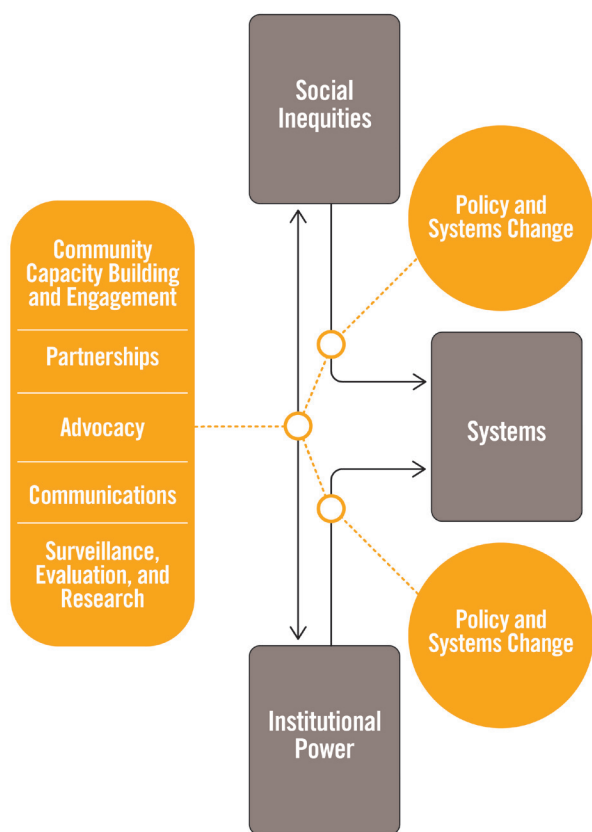 Social
Inequities
Policy and
Systems Change
Community
Capacity Building
and Engagement
Partnerships
Advocacy
Communications
Surveillance,
Evaluation, and
Research
Systems
Policy and
Systems Change
Institutional
Power